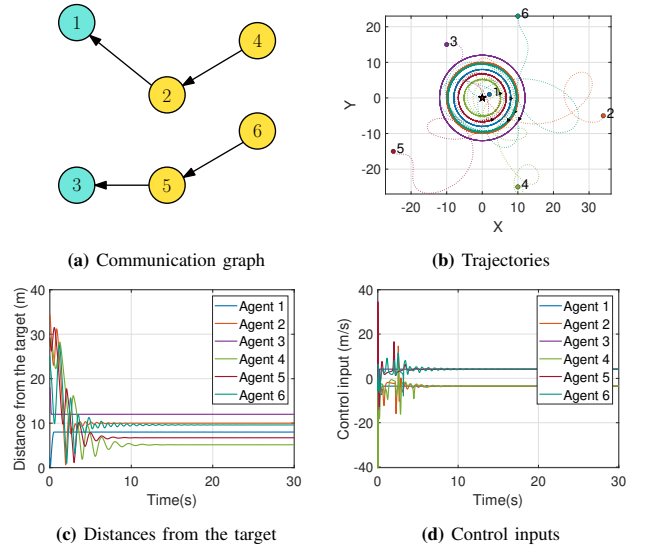 1
4
2
6
3
5
(a) Communication graph
20
10
0
-10
-20
Y
-20
-10
0
10
20
30
X
1
2
3
4
5
6
(b) Trajectories
Distance from the target (m)
40
30
20
10
0
0
10
20
30
Time(s)
Agent 1
Agent 2
Agent 3
Agent 4
Agent 5
Agent 6
(c) Distances from the target
Control input (m/s)
40
20
0
-20
-40
0
10
20
30
Time(s)
Agent 1
Agent 2
Agent 3
Agent 4
Agent 5
Agent 6
(d) Control inputs